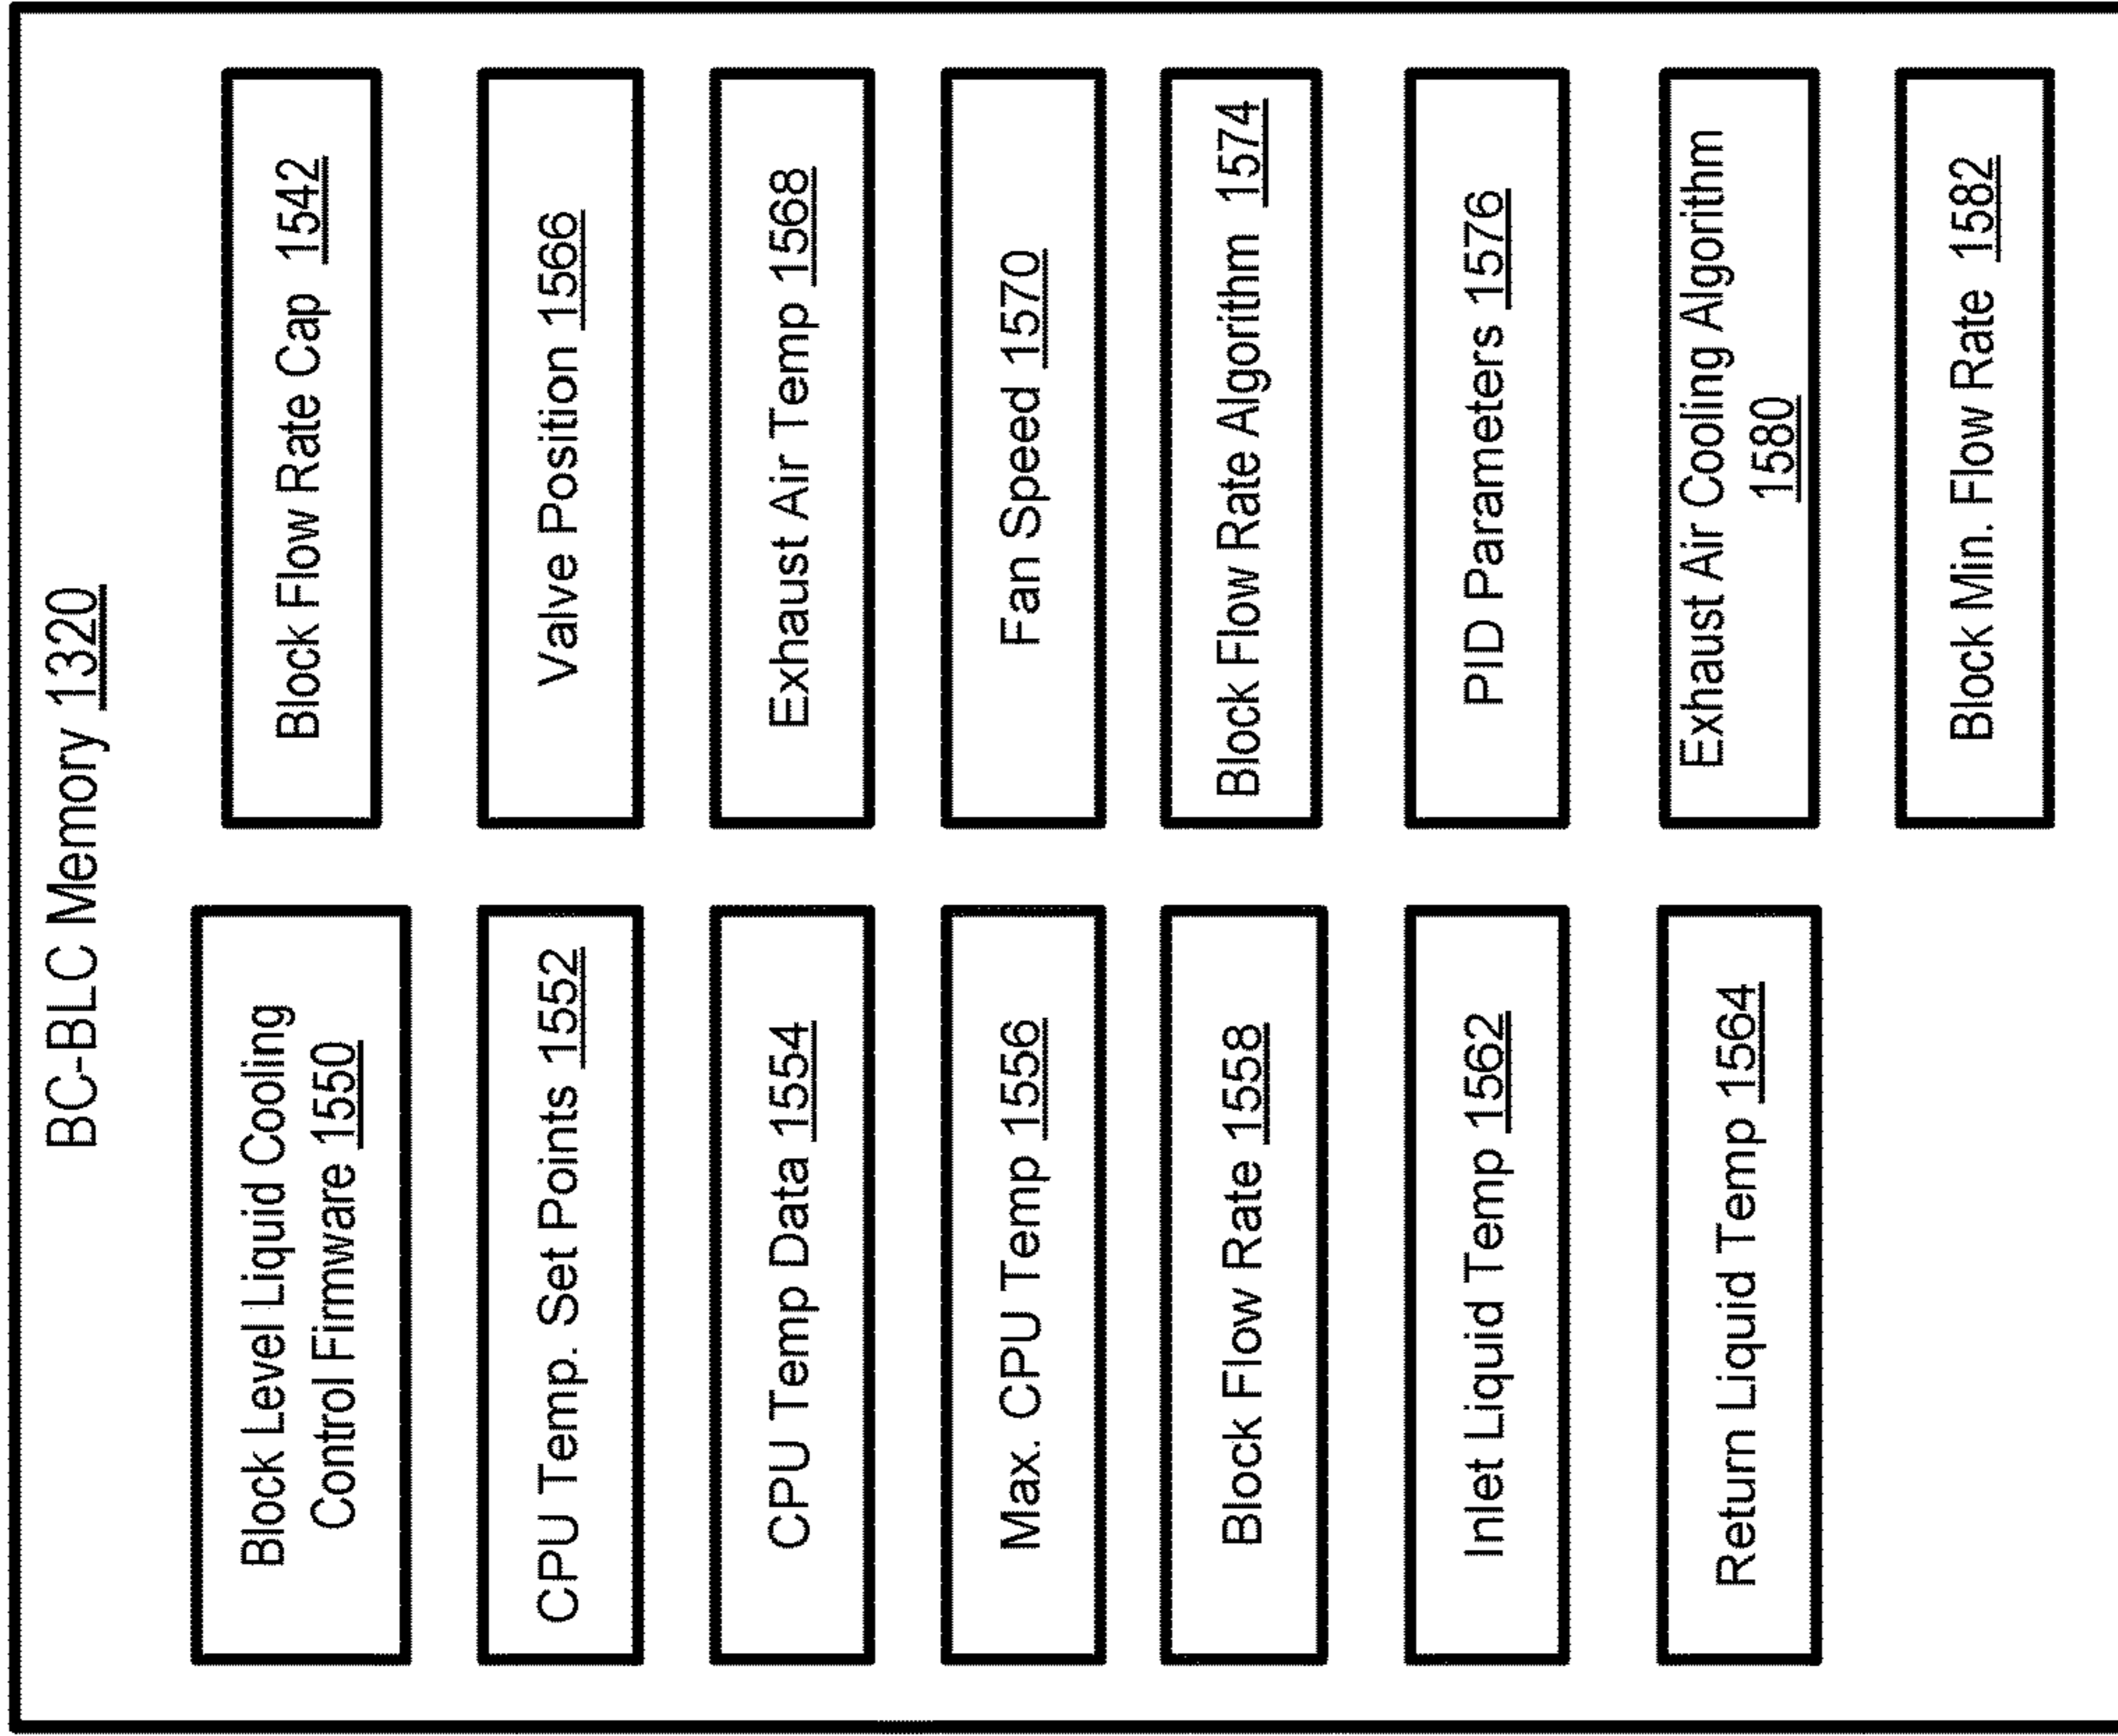 BC-BLC Memory 1320
Block Level Liquid Cooling
Control Firmware 1550
CPU Temp. Set Points 1552
CPU Temp Data 1554
Max. CPU Temp 1556
Block Flow Rate 1558
Inlet Liquid Temp 1562
Return Liquid Temp 1564
Block Flow Rate Cap 1542
Valve Position 1566
Exhaust Air Temp 1568
Fan Speed 1570
Block Flow Rate Algorithm 1574
PID Parameters 1576
Exhaust Air Cooling Algorithm
1580
Block Min. Flow Rate 1582